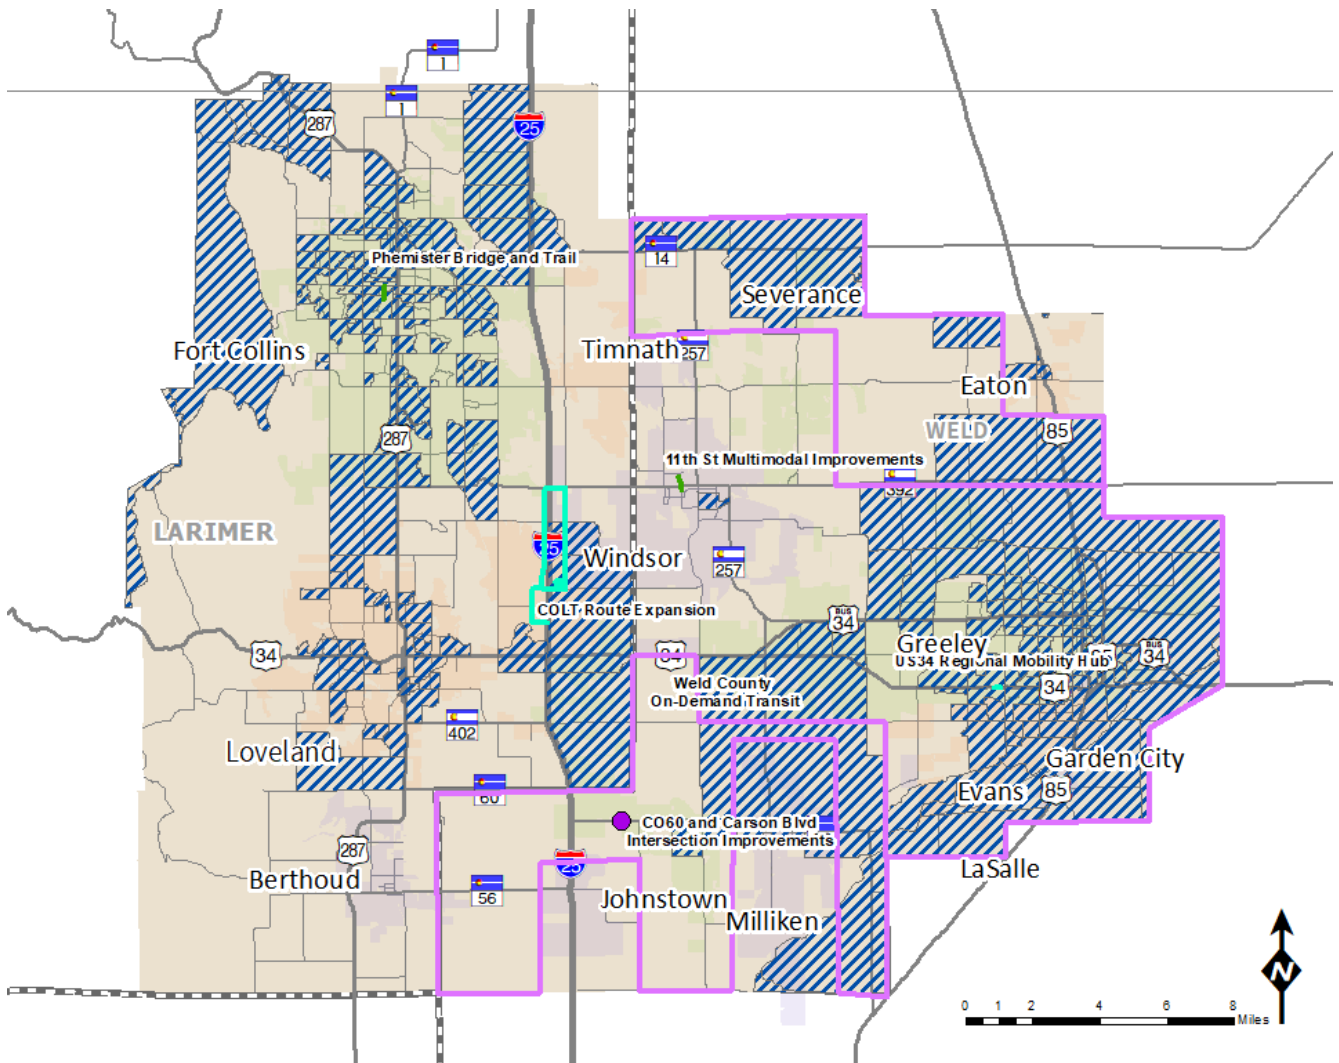 1
1
287
25
14
Phemister Bridge and Trail
Severance
Fort Collins
Timnath
257
Eaton
WELD
85
287
11th St Multimodal Improvements
392
LARIMER
25
Windsor
257
COLT Route Expansion
BUS
34
Greeley
BUS
34
34
34
85
US34 Regional Mobility Hub
Weld County
On-Demand Transit
34
402
Loveland
Garden City
60
Evans
85
CO60 and Carson Blvd
Intersection Improvements
287
25
LaSalle
Berthoud
56
Johnstown
Milliken
N
0 1 2 4 6 8
Miles